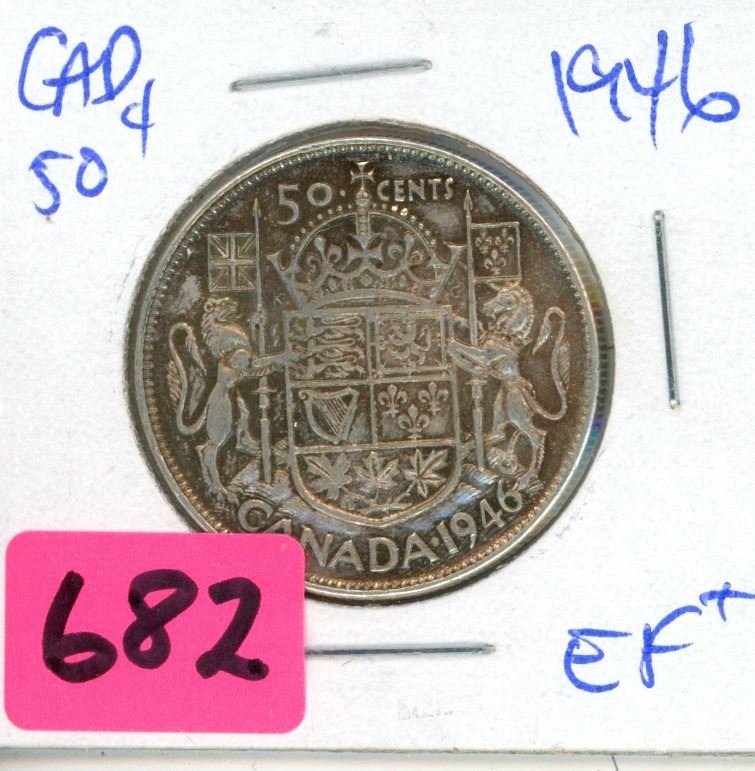 CAD
50¢
1946
50 CENTS
K G
CANADA·1946
682
EF+